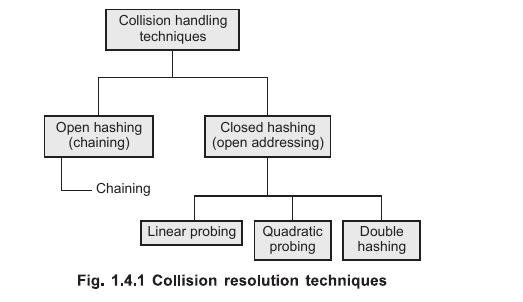 Collision handling
techniques
Open hashing
(chaining)
Closed hashing
(open addressing)
Chaining
Linear probing
Quadratic
probing
Double
hashing
Fig. 1.4.1 Collision resolution techniques